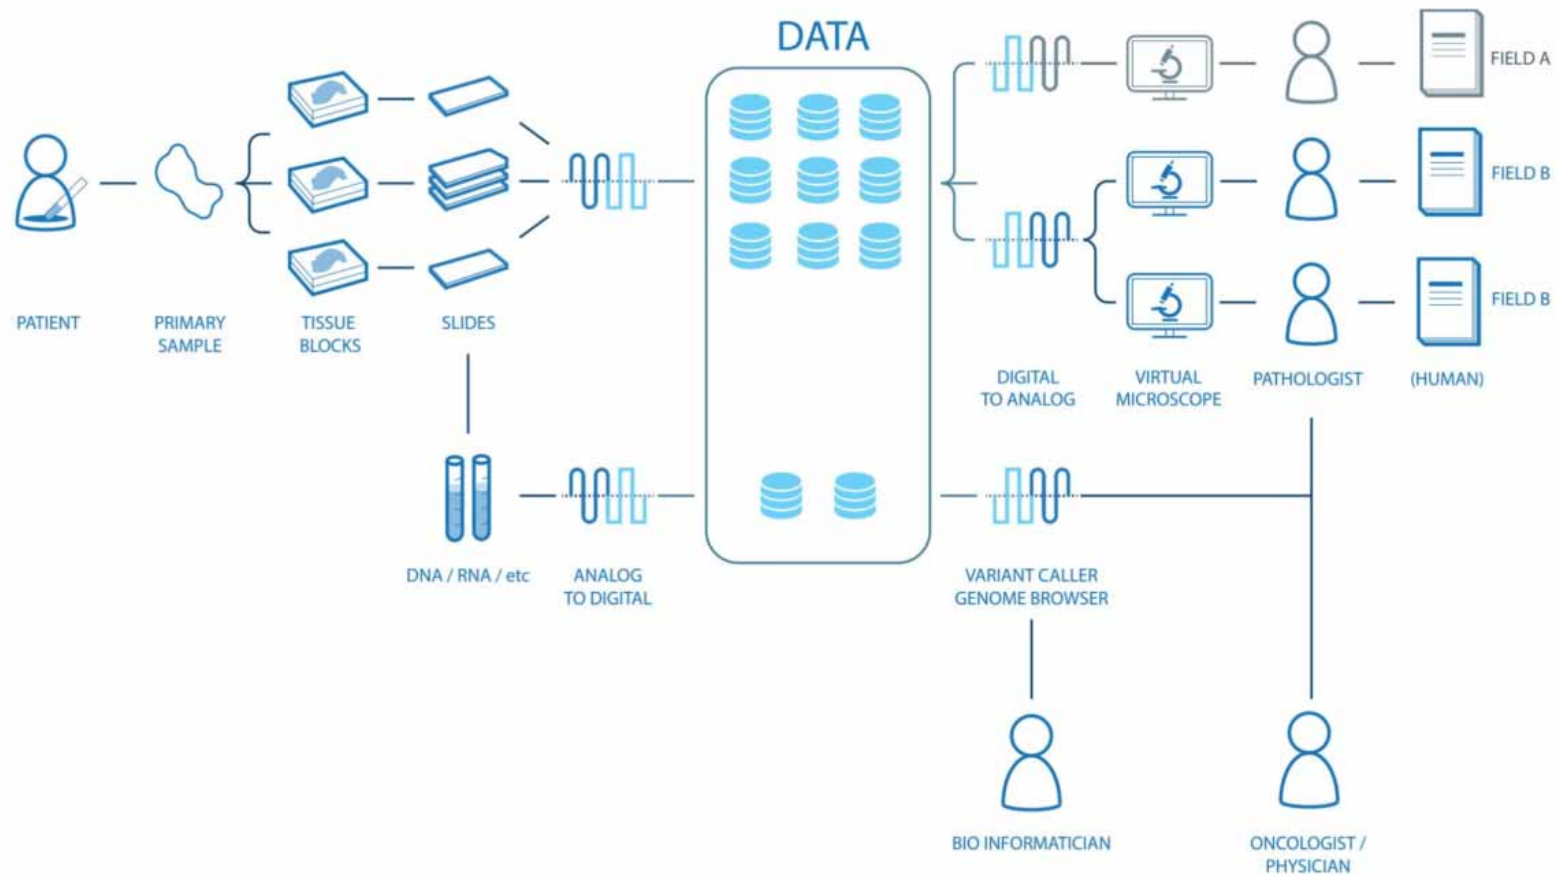 DATA
FIELD A
FIELD B
FIELD B
PATIENT
PRIMARY
SAMPLE
TISSUE
BLOCKS
SLIDES
DIGITAL
TO ANALOG
VIRTUAL
MICROSCOPE
PATHOLOGIST
(HUMAN)
DNA / RNA / etc
ANALOG
TO DIGITAL
VARIANT CALLER
GENOME BROWSER
BIO INFORMATICIAN
ONCOLOGIST /
PHYSICIAN